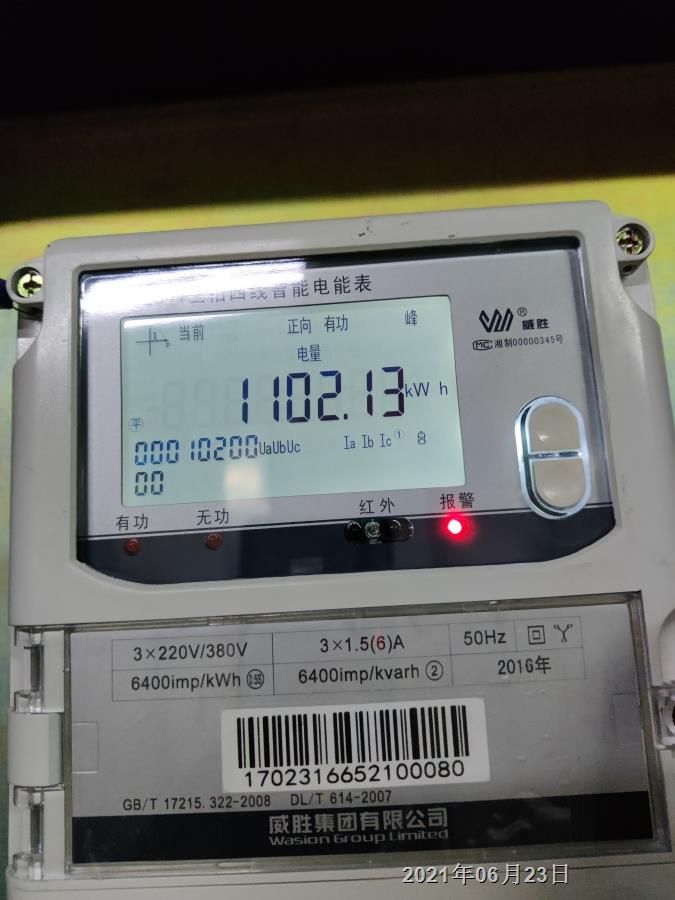 三相四线智能电能表
当前 正向 有功 峰
电量
1102.13 kW h
平
00010200 UaUbUc Ia Ib Ic ① 
00
威胜®
MC 湘制00000345号
有功 无功 红外 报警
3×220V/380V 3×1.5(6)A 50Hz
6400imp/kWh 0.5S 6400imp/kvarh ② 2016年
1702316652100080
GB/T 17215.322-2008 DL/T 614-2007
威胜集团有限公司
Wasion Group Limited
2021年06月23日